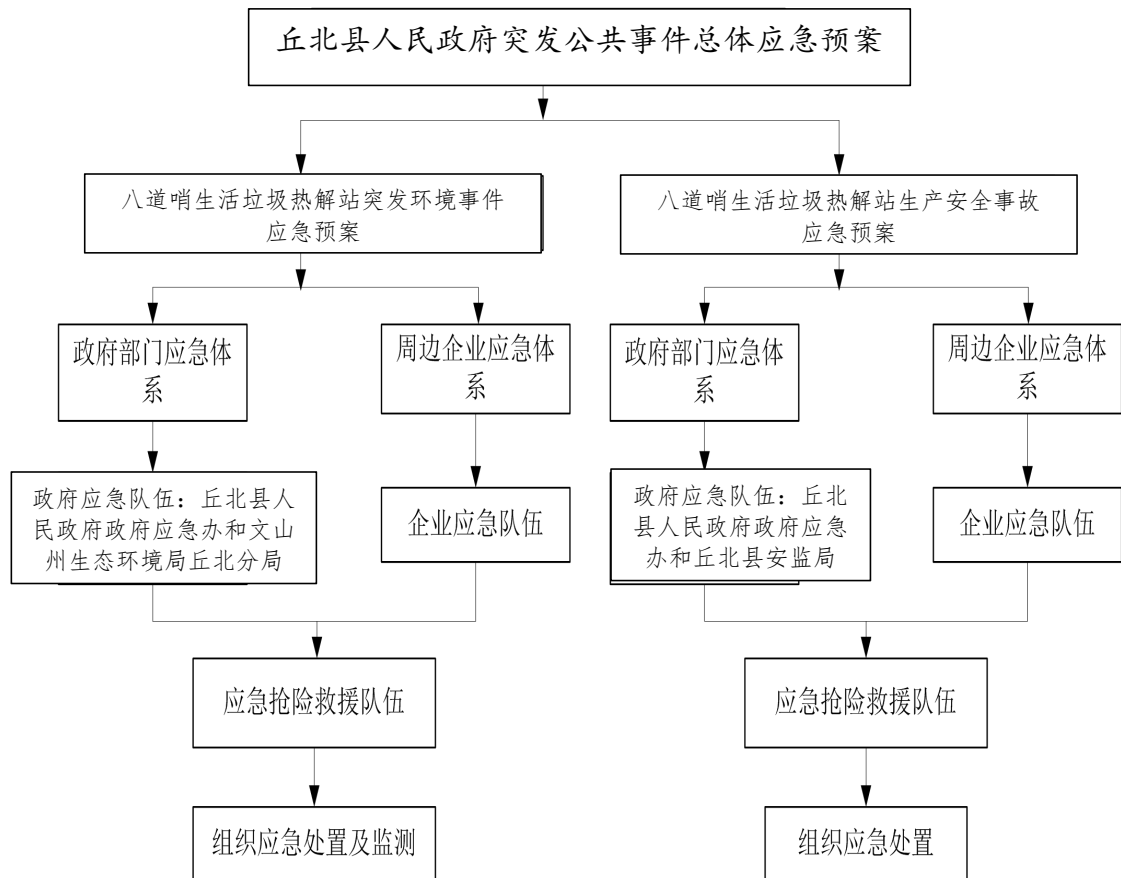 丘北县人民政府突发公共事件总体应急预案
八道哨生活垃圾热解站突发环境事件
应急预案
八道哨生活垃圾热解站生产安全事故
应急预案
政府部门应急体
系
周边企业应急体
系
政府部门应急体
系
周边企业应急体
系
政府应急队伍：丘北县人
民政府政府应急办和文山
州生态环境局丘北分局
企业应急队伍
政府应急队伍：丘北
县人民政府政府应急
办和丘北县安监局
企业应急队伍
应急抢险救援队伍
应急抢险救援队伍
组织应急处置及监测
组织应急处置